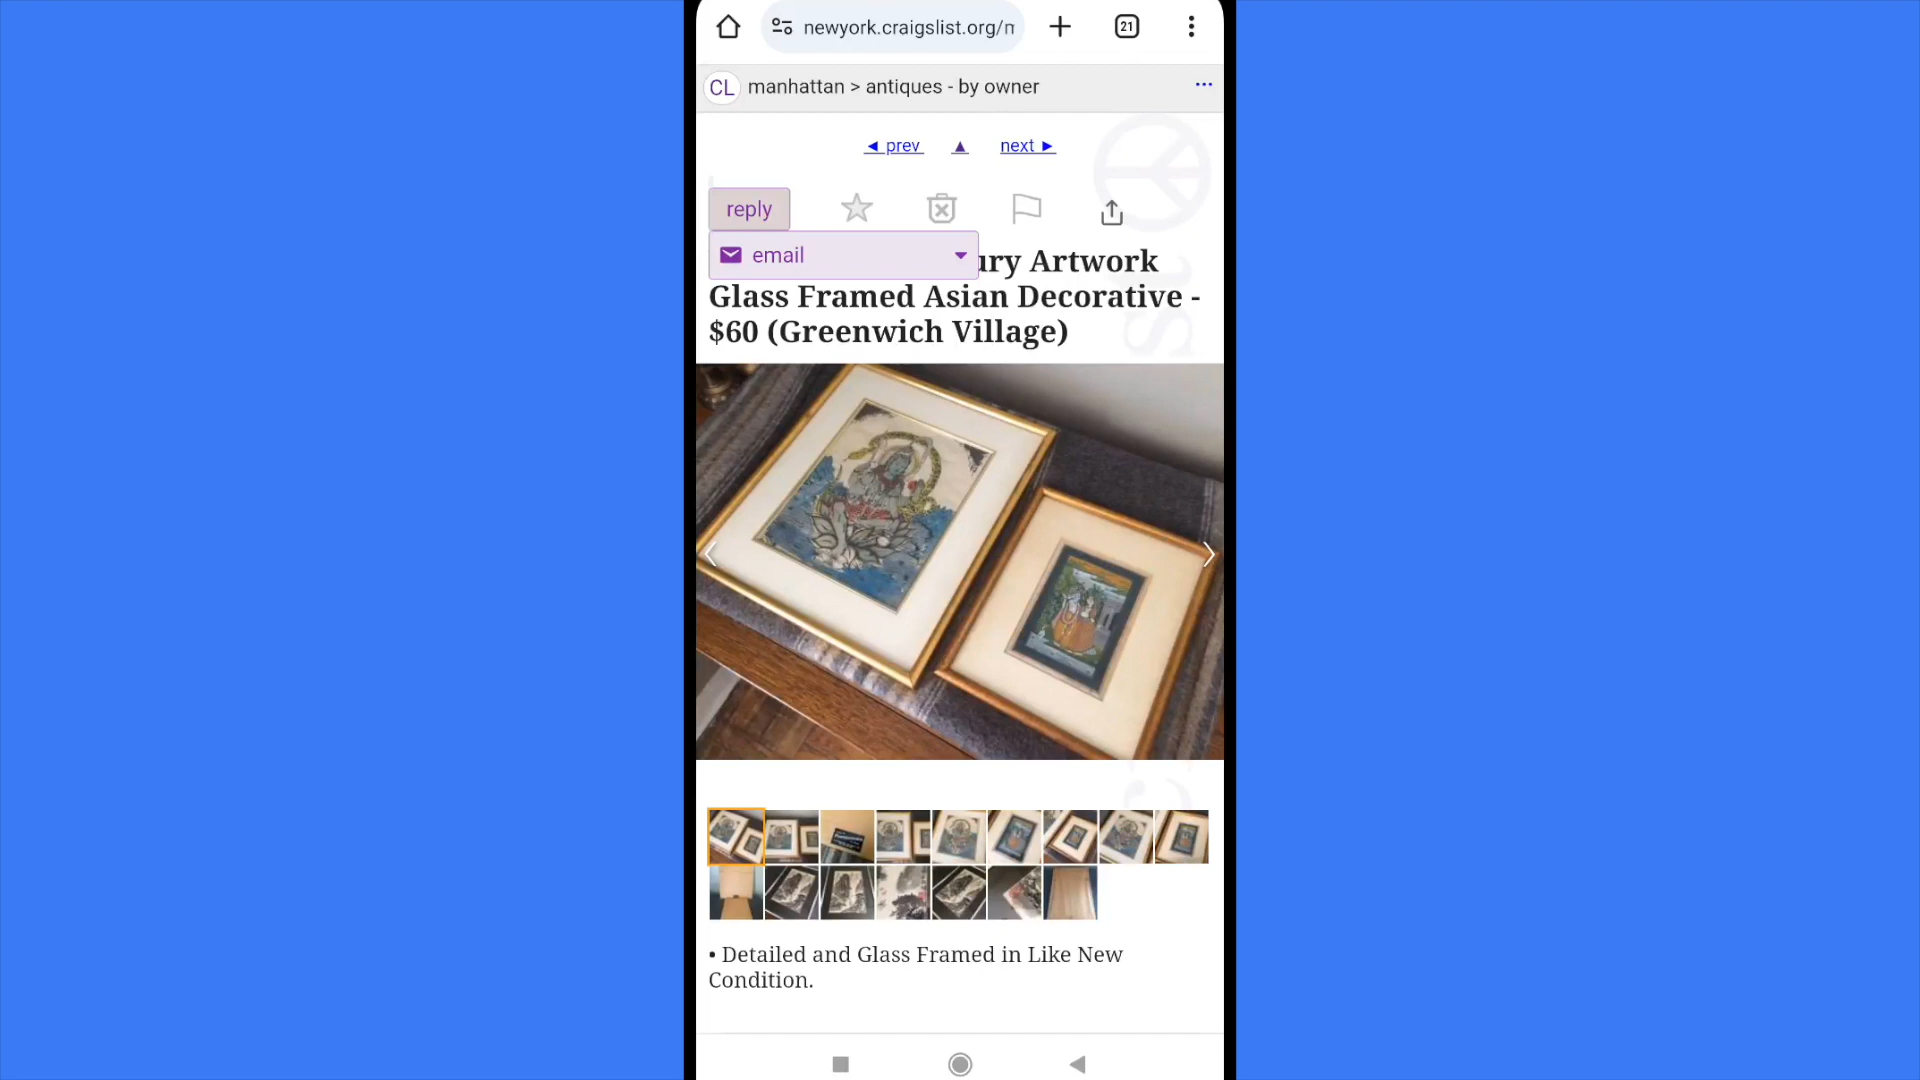 newyork.craigslist.org/n
21
CL manhattan > antiques - by owner
◄ prev ▲ next ►
reply
email
Artwork
Glass Framed Asian Decorative -
$60 (Greenwich Village)
• Detailed and Glass Framed in Like New
Condition.